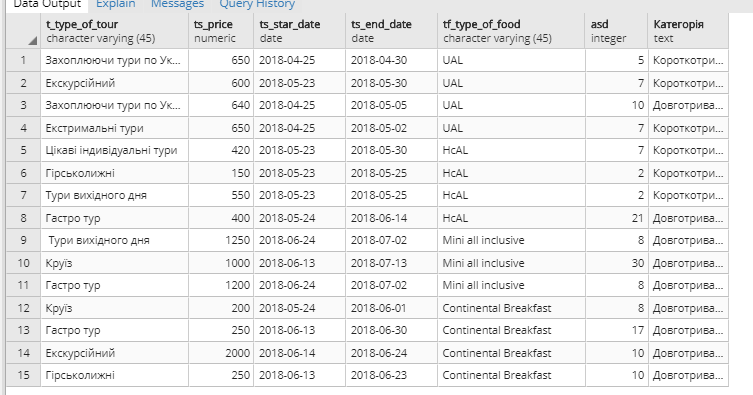 Data Output Explain Messages Query History
t_type_of_tour ts_price ts_star_date ts_end_date tf_type_of_food asd Категорія
character varying (45) numeric date date character varying (45) integer text
1 Захоплюючи тури по Ук... 650 2018-04-25 2018-04-30 UAL 5 Короткотри...
2 Екскурсійний 600 2018-05-23 2018-05-30 UAL 7 Короткотри...
3 Захоплюючи тури по Ук... 640 2018-04-25 2018-05-05 UAL 10 Довготрива...
4 Екстримальні тури 650 2018-04-25 2018-05-02 UAL 7 Короткотри...
5 Цікаві індивідуальні тури 420 2018-05-23 2018-05-30 HcAL 7 Короткотри...
6 Гірськолижні 150 2018-05-23 2018-05-25 HcAL 2 Короткотри...
7 Тури вихідного дня 550 2018-05-23 2018-05-25 HcAL 2 Короткотри...
8 Гастро тур 400 2018-05-24 2018-06-14 HcAL 21 Довготрива...
9 Тури вихідного дня 1250 2018-06-24 2018-07-02 Mini all inclusive 8 Довготрива...
10 Круїз 1000 2018-06-13 2018-07-13 Mini all inclusive 30 Довготрива...
11 Гастро тур 1200 2018-06-24 2018-07-02 Mini all inclusive 8 Довготрива...
12 Круїз 200 2018-05-24 2018-06-01 Continental Breakfast 8 Довготрива...
13 Гастро тур 250 2018-06-13 2018-06-30 Continental Breakfast 17 Довготрива...
14 Екскурсійний 2000 2018-06-14 2018-06-24 Continental Breakfast 10 Довготрива...
15 Гірськолижні 250 2018-06-13 2018-06-23 Continental Breakfast 10 Довготрива...